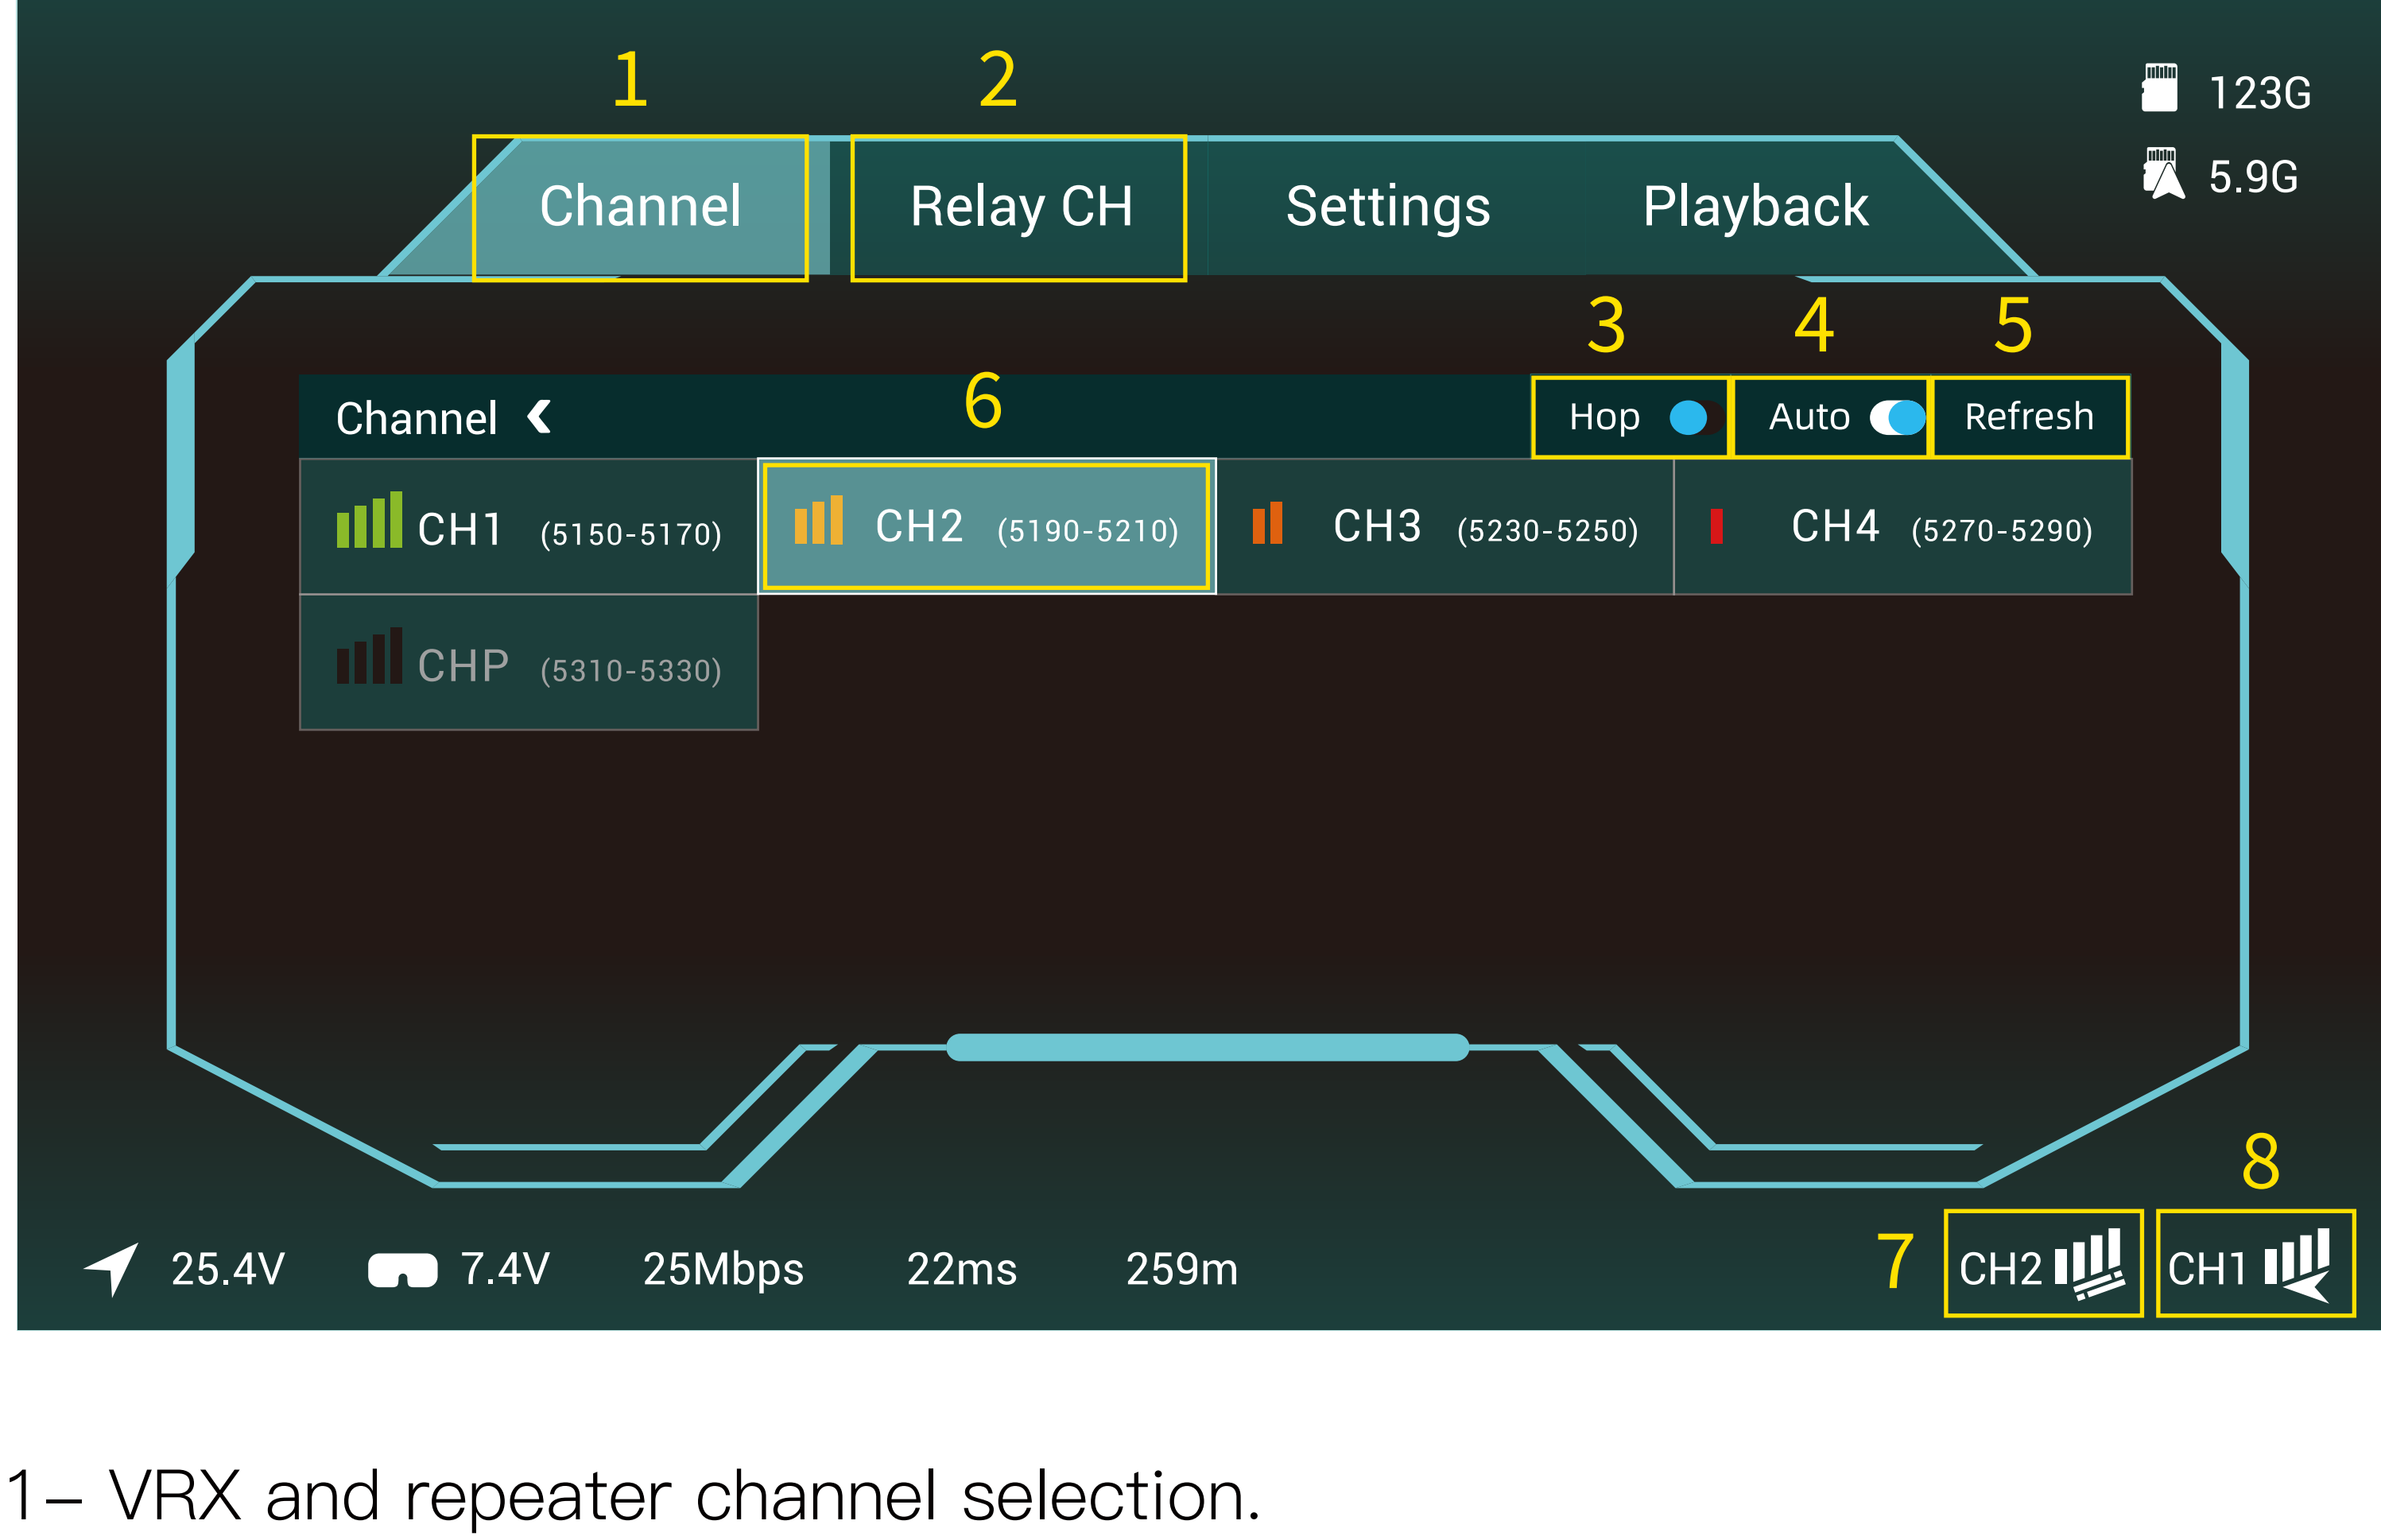 1 2
123G
5.9G
Channel Relay CH Settings Playback
3 4 5
6
Channel Hop Auto Refresh
CH1 (5150-5170) CH2 (5190-5210) CH3 (5230-5250) CH4 (5270-5290)
CHP (5310-5330)
8
7
25.4V 7.4V 25Mbps 22ms 259m CH2 CH1
1- VRX and repeater channel selection.